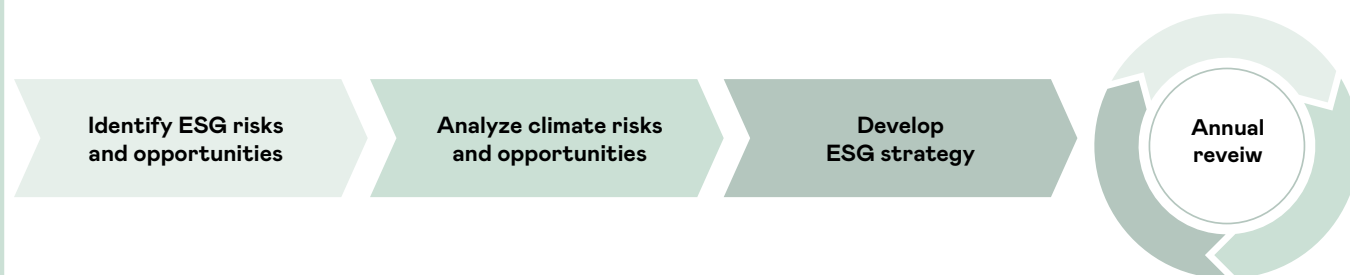 Identify ESG risks
and opportunities
Analyze climate risks
and opportunities
Develop
ESG strategy
Annual
reveiw